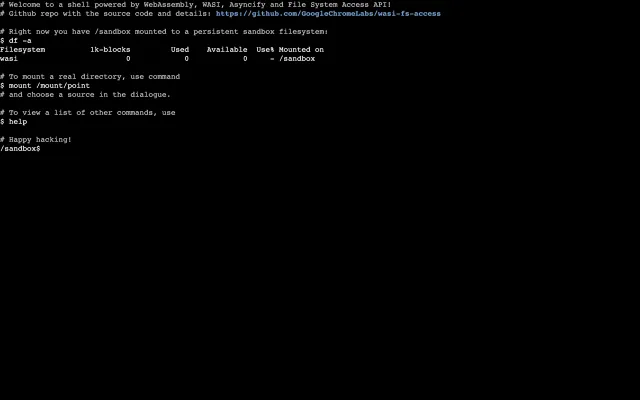 # Welcome to a shell powered by WebAssembly, WASI, Asyncify and File System Access API!
# Github repo with the source code and details: https://github.com/GoogleChromeLabs/wasi-fs-access
# Right now you have /sandbox mounted to a persistent sandbox filesystem:
$ df -a
Filesystem 1k-blocks Used Available Use% Mounted on
wasi 0 0 0 - /sandbox
# To mount a real directory, use command
$ mount /mount/point
# and choose a source in the dialogue.
# To view a list of other commands, use
$ help
# Happy hacking!
/sandbox$